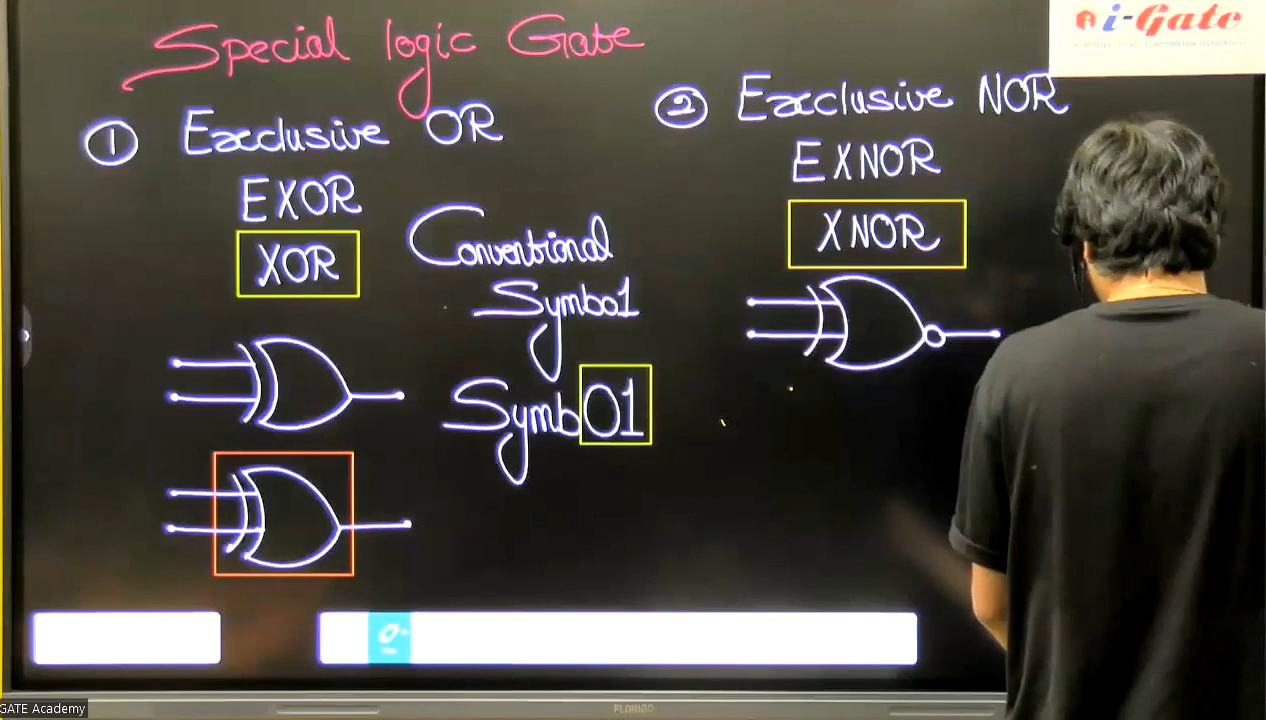 Special logic Gate
i-Gate
1 Exclusive OR
EXOR
XOR
Conventional
Symbol
Symb01
2 Exclusive NOR
EXNOR
XNOR
GATE Academy